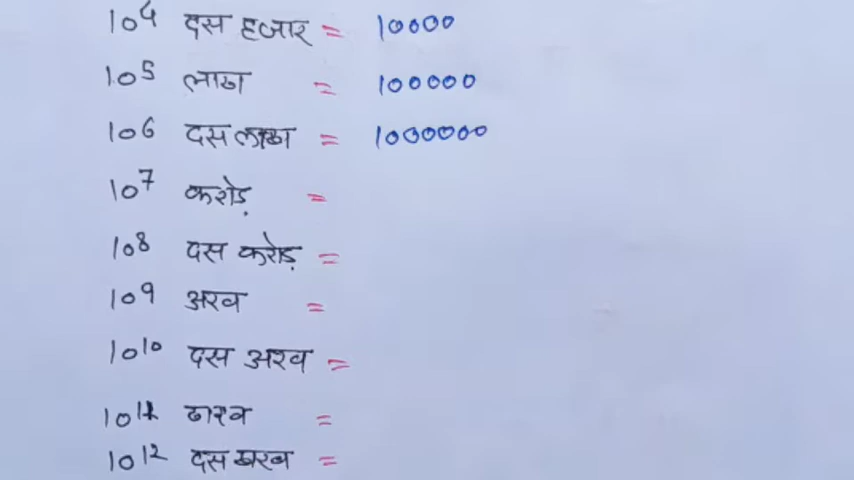 10⁴ दस हजार = 10000
10⁵ लाख = 100000
10⁶ दस लाख = 1000000
10⁷ करोड़ =
10⁸ दस करोड़ =
10⁹ अरब =
10¹⁰ दस अरब =
10¹¹ खरब =
10¹² दस खरब =